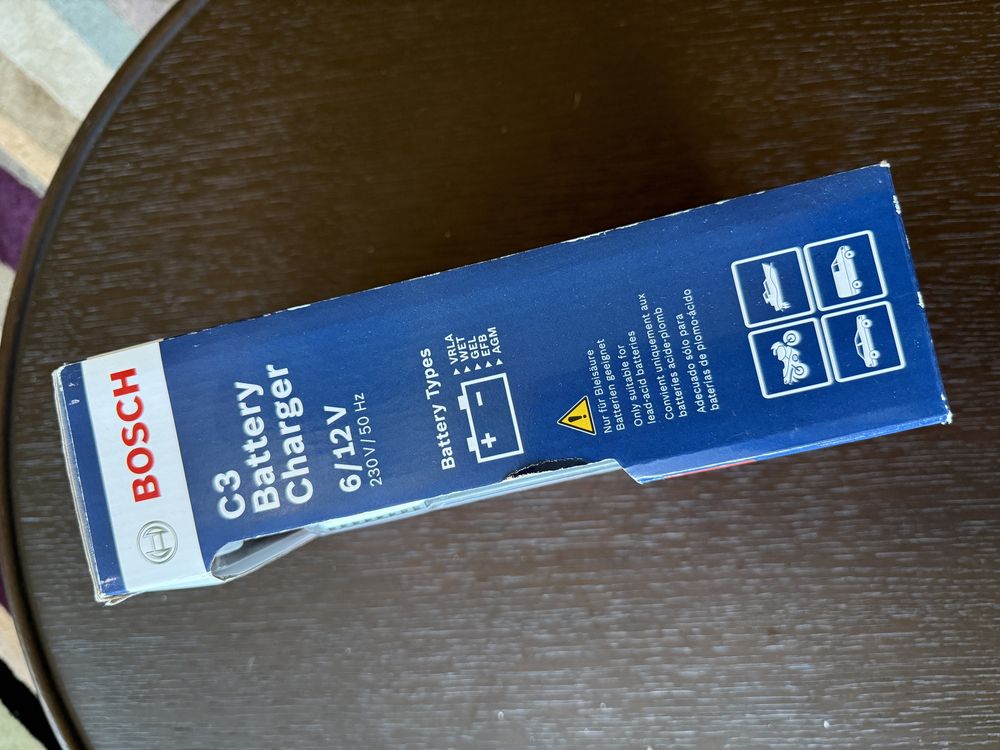 BOSCH
C3
Battery
Charger
6/12V
230 V / 50 Hz
Battery Types
VRLA
WET
GEL
EFB
AGM
Nur für Bleisäure
Batterien geeignet
Only suitable for
lead-acid batteries
Convient uniquement aux
batteries acide-plomb
Adecuado sólo para
baterías de plomo-ácido